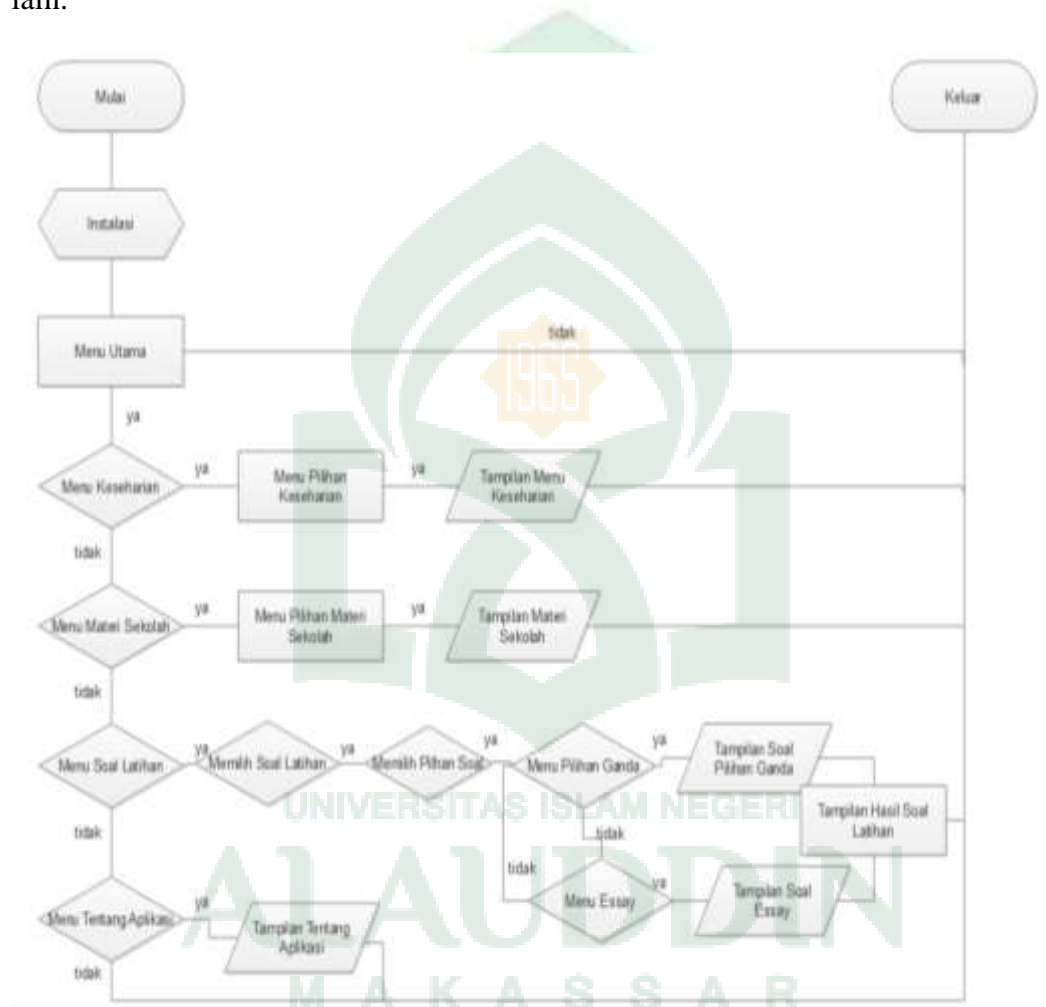 lain.
Mulai
Keluar
Instalasi
Menu Utama
tidak
1965
ya
Menu Keseharian
ya
Menu Pilihan
Keseharian
ya
Tampilan Menu
Keseharian
tidak
Menu Materi Sekolah
ya
Menu Pilihan Materi
Sekolah
ya
Tampilan Materi
Sekolah
tidak
Menu Soal Latihan
ya
Memilih Soal Latihan
ya
Memilih Pilihan Soal
ya
Menu Pilihan Ganda
ya
Tampilan Soal
Pilihan Ganda
Tampilan Hasil Soal
Latihan
UNIVERSITAS ISLAM NEGERI
tidak
tidak
tidak
Menu Essay
ya
Tampilan Soal
Essay
ALAUDDIN
Menu Tentang Aplikasi
ya
Tampilan Tentang
Aplikasi
tidak
MAKASSAR